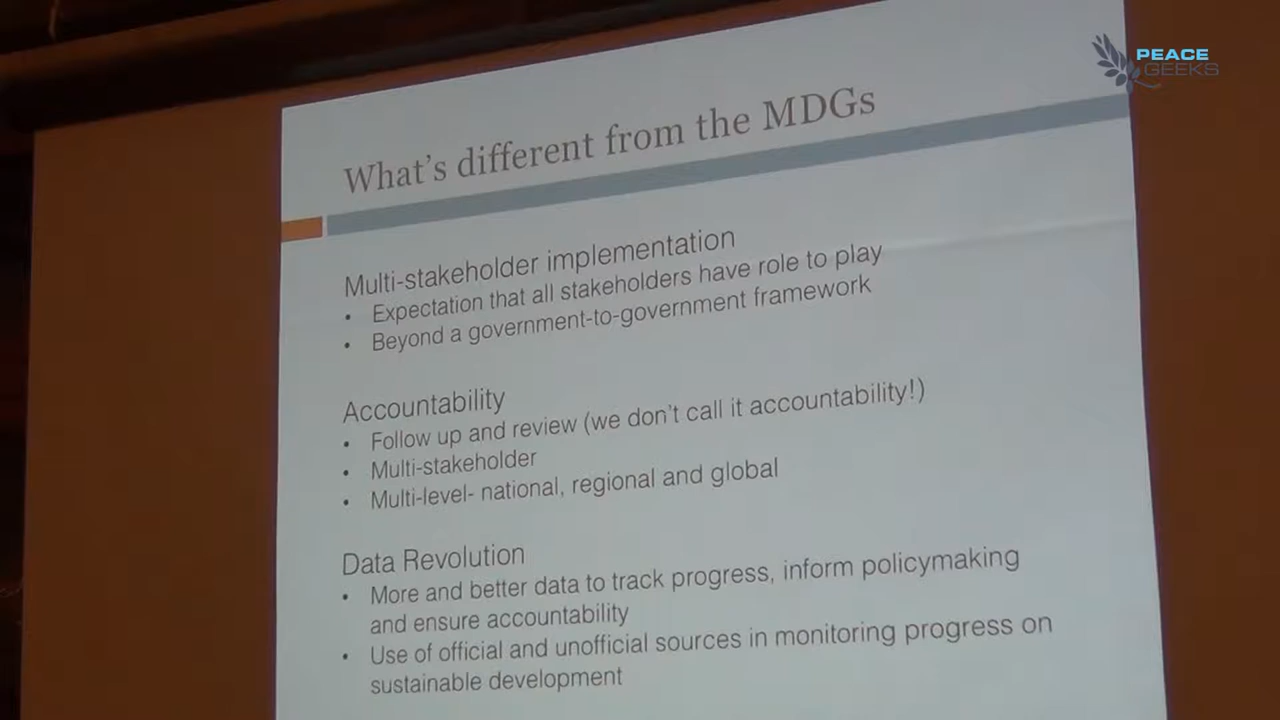 PEACE
GEEKS
What's different from the MDGs
Multi-stakeholder implementation
• Expectation that all stakeholders have role to play
• Beyond a government-to-government framework
Accountability
• Follow up and review (we don't call it accountability!)
• Multi-stakeholder
• Multi-level- national, regional and global
Data Revolution
• More and better data to track progress, inform policymaking
and ensure accountability
• Use of official and unofficial sources in monitoring progress on
sustainable development